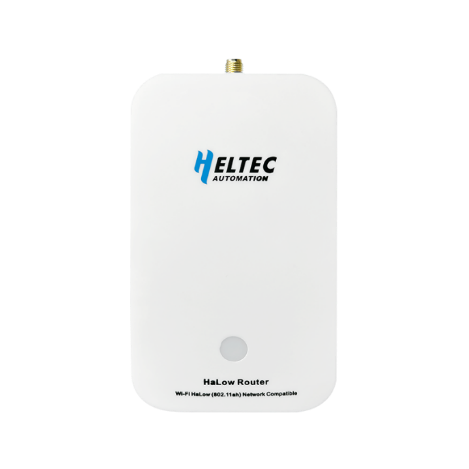 HELTEC
AUTOMATION
HaLow Router
Wi-Fi HaLow (802.11ah) Network Compatible